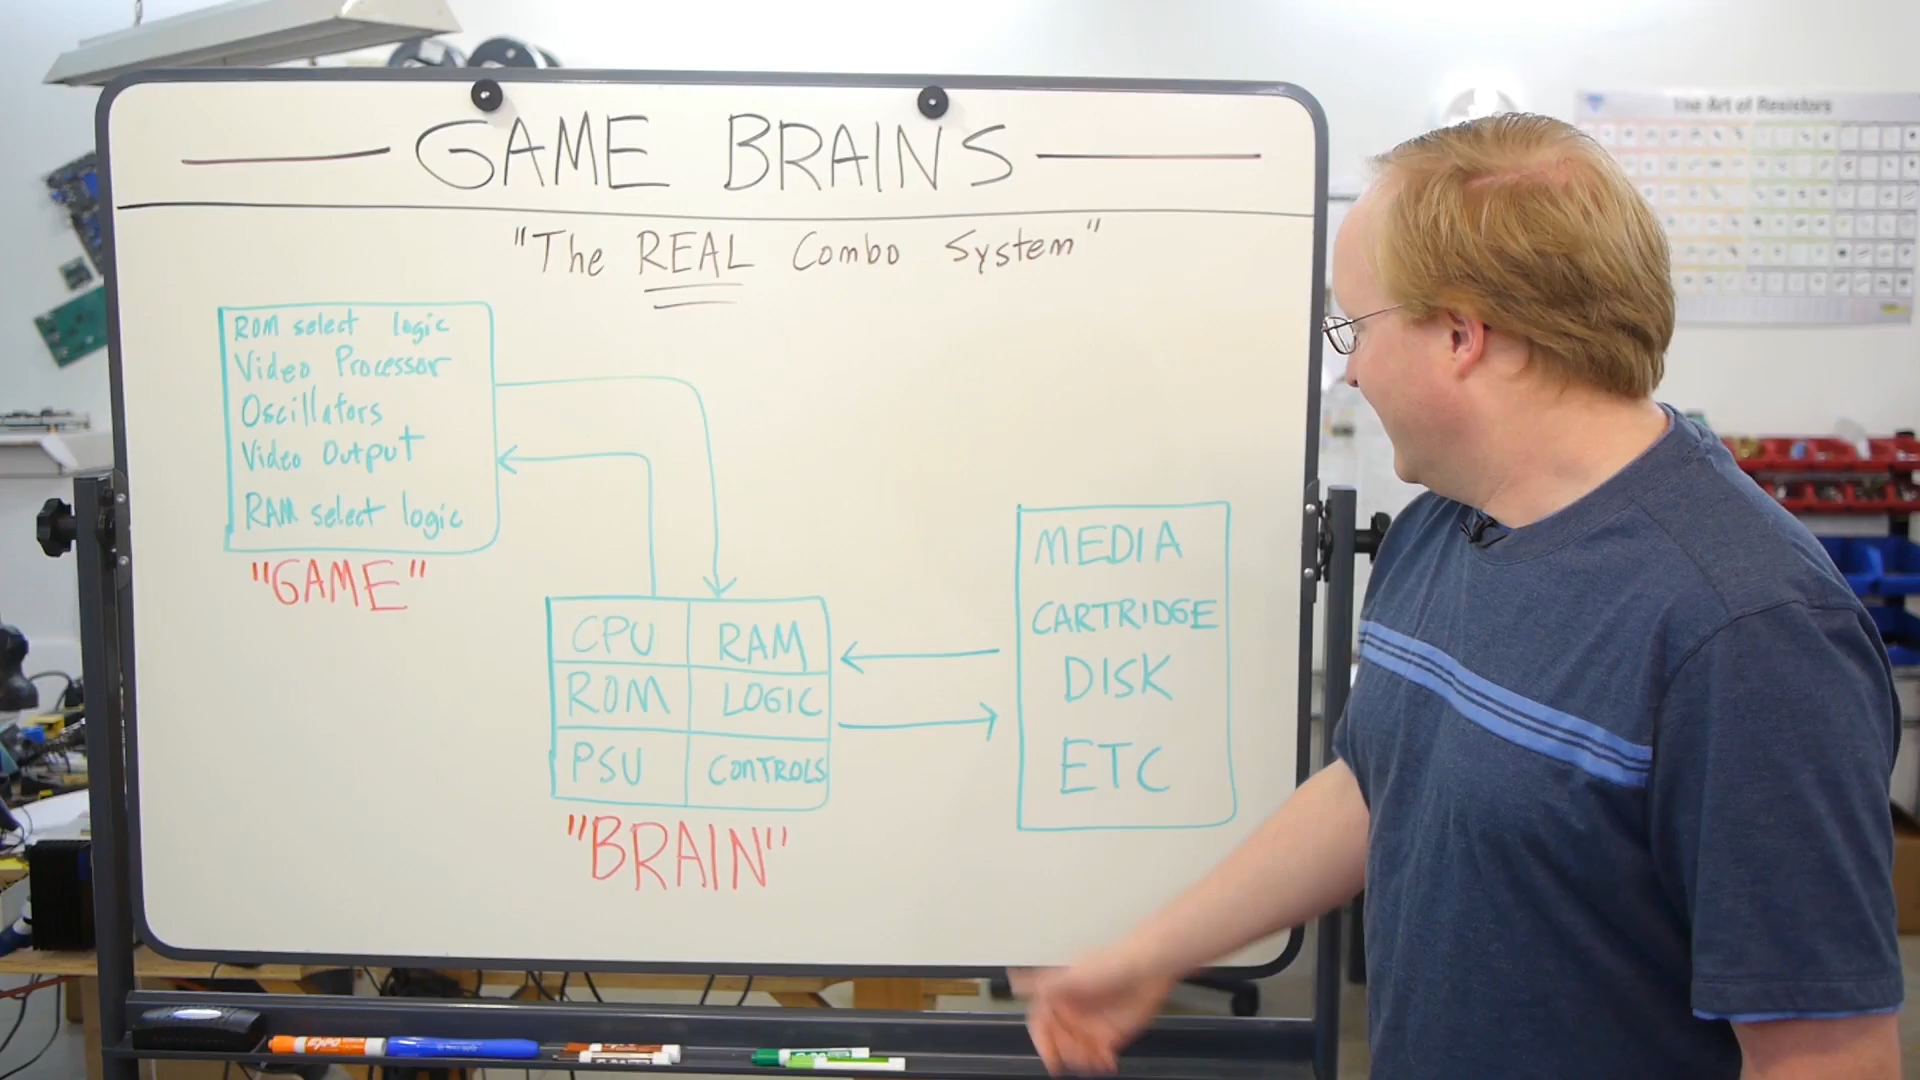 GAME BRAINS
"The REAL Combo System"
ROM select logic
Video Processor
Oscillators
Video Output
RAM select logic
"GAME"
CPU RAM
ROM LOGIC
PSU CONTROLS
"BRAIN"
MEDIA
CARTRIDGE
DISK
ETC
The Art of Resistors